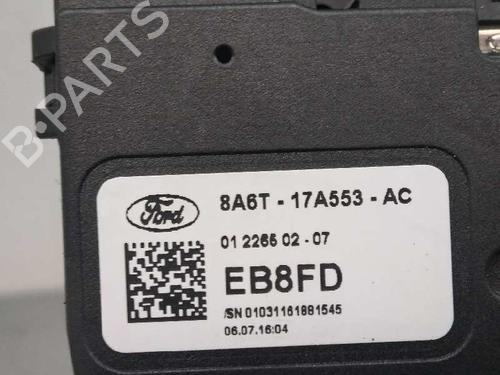 B-PARTS
Ford
8A6T - 17A553 - AC
01 2266 02 - 07
EB8FD
/SN 01031161881545
06.07.16:04